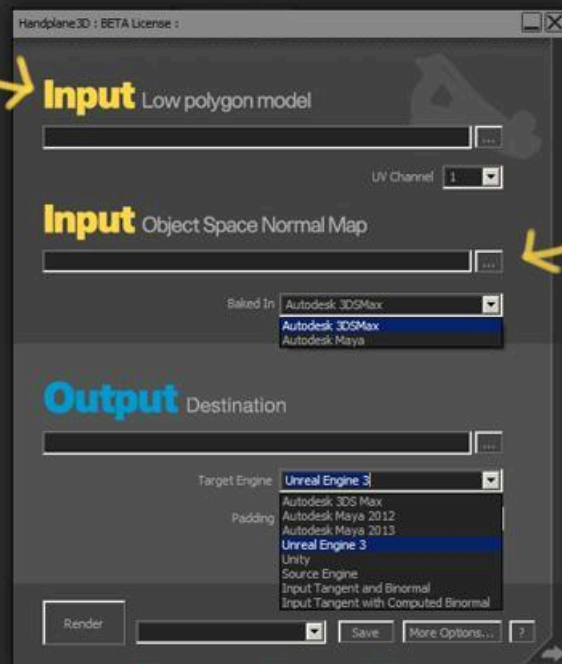 Handplane3D : BETA License :
Input Low polygon model
...
UV Channel 1
Input Object Space Normal Map
...
Baked In Autodesk 3DSMax
Autodesk 3DSMax
Autodesk Maya
Output Destination
...
Target Engine Unreal Engine 3
Autodesk 3DS Max
Padding Autodesk Maya 2012
Autodesk Maya 2013
Unreal Engine 3
Unity
Source Engine
Input Tangent and Binormal
Input Tangent with Computed Binormal
Render Save More Options... ?